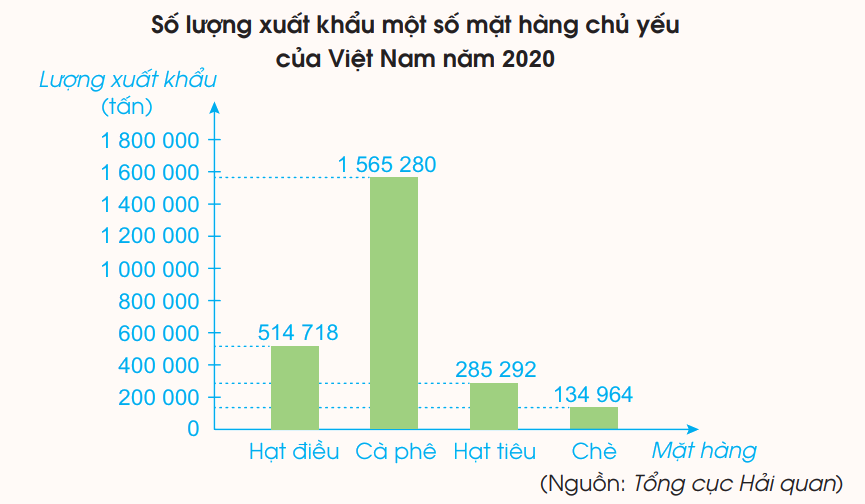 Số lượng xuất khẩu một số mặt hàng chủ yếu
của Việt Nam năm 2020
Lượng xuất khẩu
(tấn)
1 800 000
1 600 000
1 400 000
1 200 000
1 000 000
800 000
600 000
400 000
200 000
0
514 718
1 565 280
285 292
134 964
Hạt điều Cà phê Hạt tiêu Chè Mặt hàng
(Nguồn: Tổng cục Hải quan)